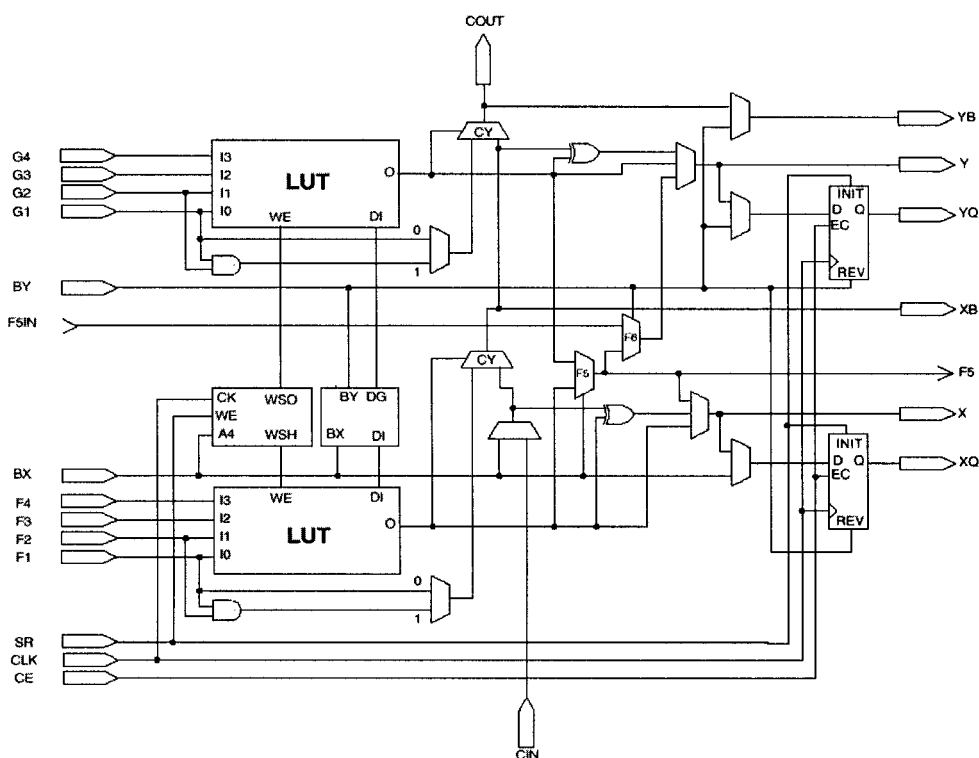 COUT
YB
CY
G4
G3
G2
G1
I3
I2
I1
I0
LUT
O
WE
DI
Y
INIT
D Q
EC
REV
YQ
0
1
BY
F5IN
XB
F6
CY
F5
F5
CK
WE
A4
WSO
WSH
BY DG
BX DI
X
INIT
D Q
EC
REV
XQ
BX
F4
F3
F2
F1
I3
I2
I1
I0
WE
DI
LUT
O
0
1
SR
CLK
CE
CIN